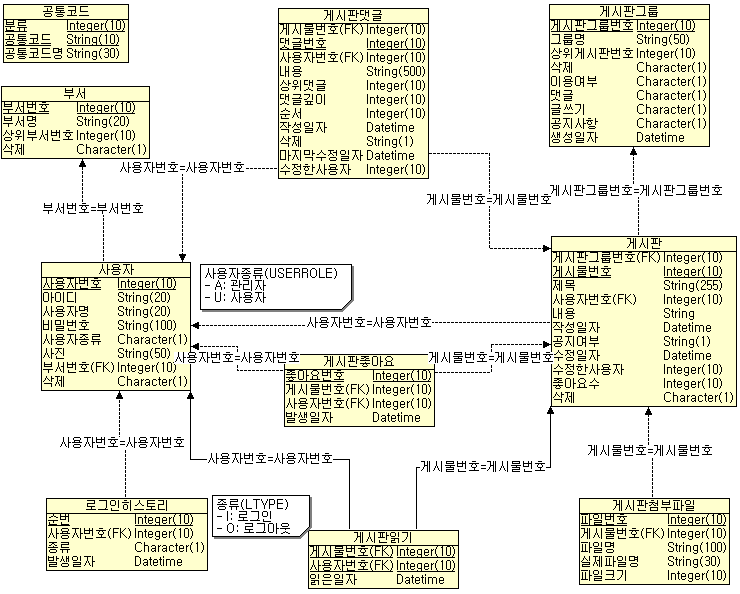 공통코드
분류 Integer(10)
공통코드 String(10)
공통코드명 String(30)
부서
부서번호 Integer(10)
부서명 String(20)
상위부서번호 Integer(10)
삭제 Character(1)
게시판댓글
게시물번호(FK) Integer(10)
댓글번호 Integer(10)
사용자번호(FK) Integer(10)
내용 String(500)
상위댓글 Integer(10)
댓글깊이 Integer(10)
순서 Integer(10)
작성일자 Datetime
삭제 String(1)
마지막수정일자 Datetime
수정한사용자 Integer(10)
게시판그룹
게시판그룹번호 Integer(10)
그룹명 String(50)
상위게시판번호 Integer(10)
삭제 Character(1)
이용여부 Character(1)
댓글 Character(1)
글쓰기 Character(1)
공지사항 Character(1)
생성일자 Datetime
사용자번호=사용자번호
게시물번호=게시물번호
게시판그룹번호=게시판그룹번호
부서번호=부서번호
사용자
사용자번호 Integer(10)
아이디 String(20)
사용자명 String(20)
비밀번호 String(100)
사용자종류 Character(1)
사진 String(50)
부서번호(FK) Integer(10)
삭제 Character(1)
사용자종류(USERROLE)
- A: 관리자
- U: 사용자
게시판
게시판그룹번호(FK) Integer(10)
게시물번호 Integer(10)
제목 String(255)
사용자번호(FK) Integer(10)
내용 String
작성일자 Datetime
공지여부 String(1)
수정일자 Datetime
수정한사용자 Integer(10)
좋아요수 Integer(10)
삭제 Character(1)
사용자번호=사용자번호
사용자번호=사용자번호
게시물번호=게시물번호
게시판좋아요
좋아요번호 Integer(10)
게시물번호(FK) Integer(10)
사용자번호(FK) Integer(10)
발생일자 Datetime
사용자번호=사용자번호
사용자번호=사용자번호
게시물번호=게시물번호
게시물번호=게시물번호
로그인히스토리
순번 Integer(10)
사용자번호(FK) Integer(10)
종류 Character(1)
발생일자 Datetime
종류(LTYPE)
- I: 로그인
- O: 로그아웃
게시판읽기
게시물번호(FK) Integer(10)
사용자번호(FK) Integer(10)
읽은일자 Datetime
게시판첨부파일
파일번호 Integer(10)
게시물번호(FK) Integer(10)
파일명 String(100)
실제파일명 String(30)
파일크기 Integer(10)